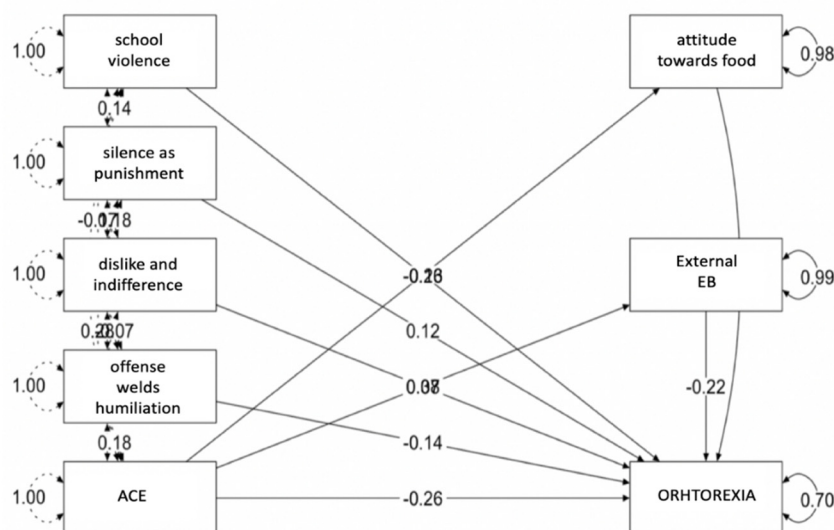 school
violence
attitude
towards food
1.00
0.98
0.14
silence as
punishment
1.00
dislike and
indifference
External
EB
1.00
0.99
0.12
offense
welds
humiliation
1.00
-0.22
-0.14
0.18
ACE
ORHTOREXIA
1.00
-0.26
0.70